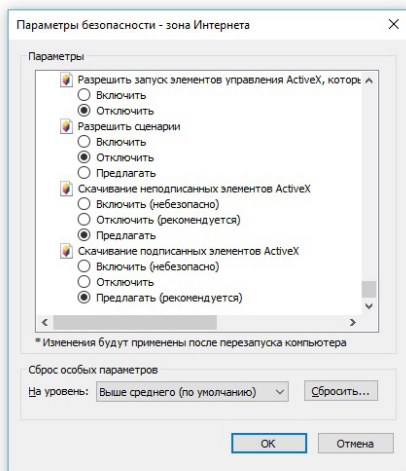 Параметры безопасности - зона Интернета
Параметры
Разрешить запуск элементов управления ActiveX, которь
Включить
Отключить
Разрешить сценарии
Включить
Отключить
Предлагать
Скачивание неподписанных элементов ActiveX
Включить (небезопасно)
Отключить (рекомендуется)
Предлагать
Скачивание подписанных элементов ActiveX
Включить (небезопасно)
Отключить
Предлагать (рекомендуется)
* Изменения будут применены после перезапуска компьютера
Сброс особых параметров
На уровень: Выше среднего (по умолчанию) Сбросить...
ОК Отмена